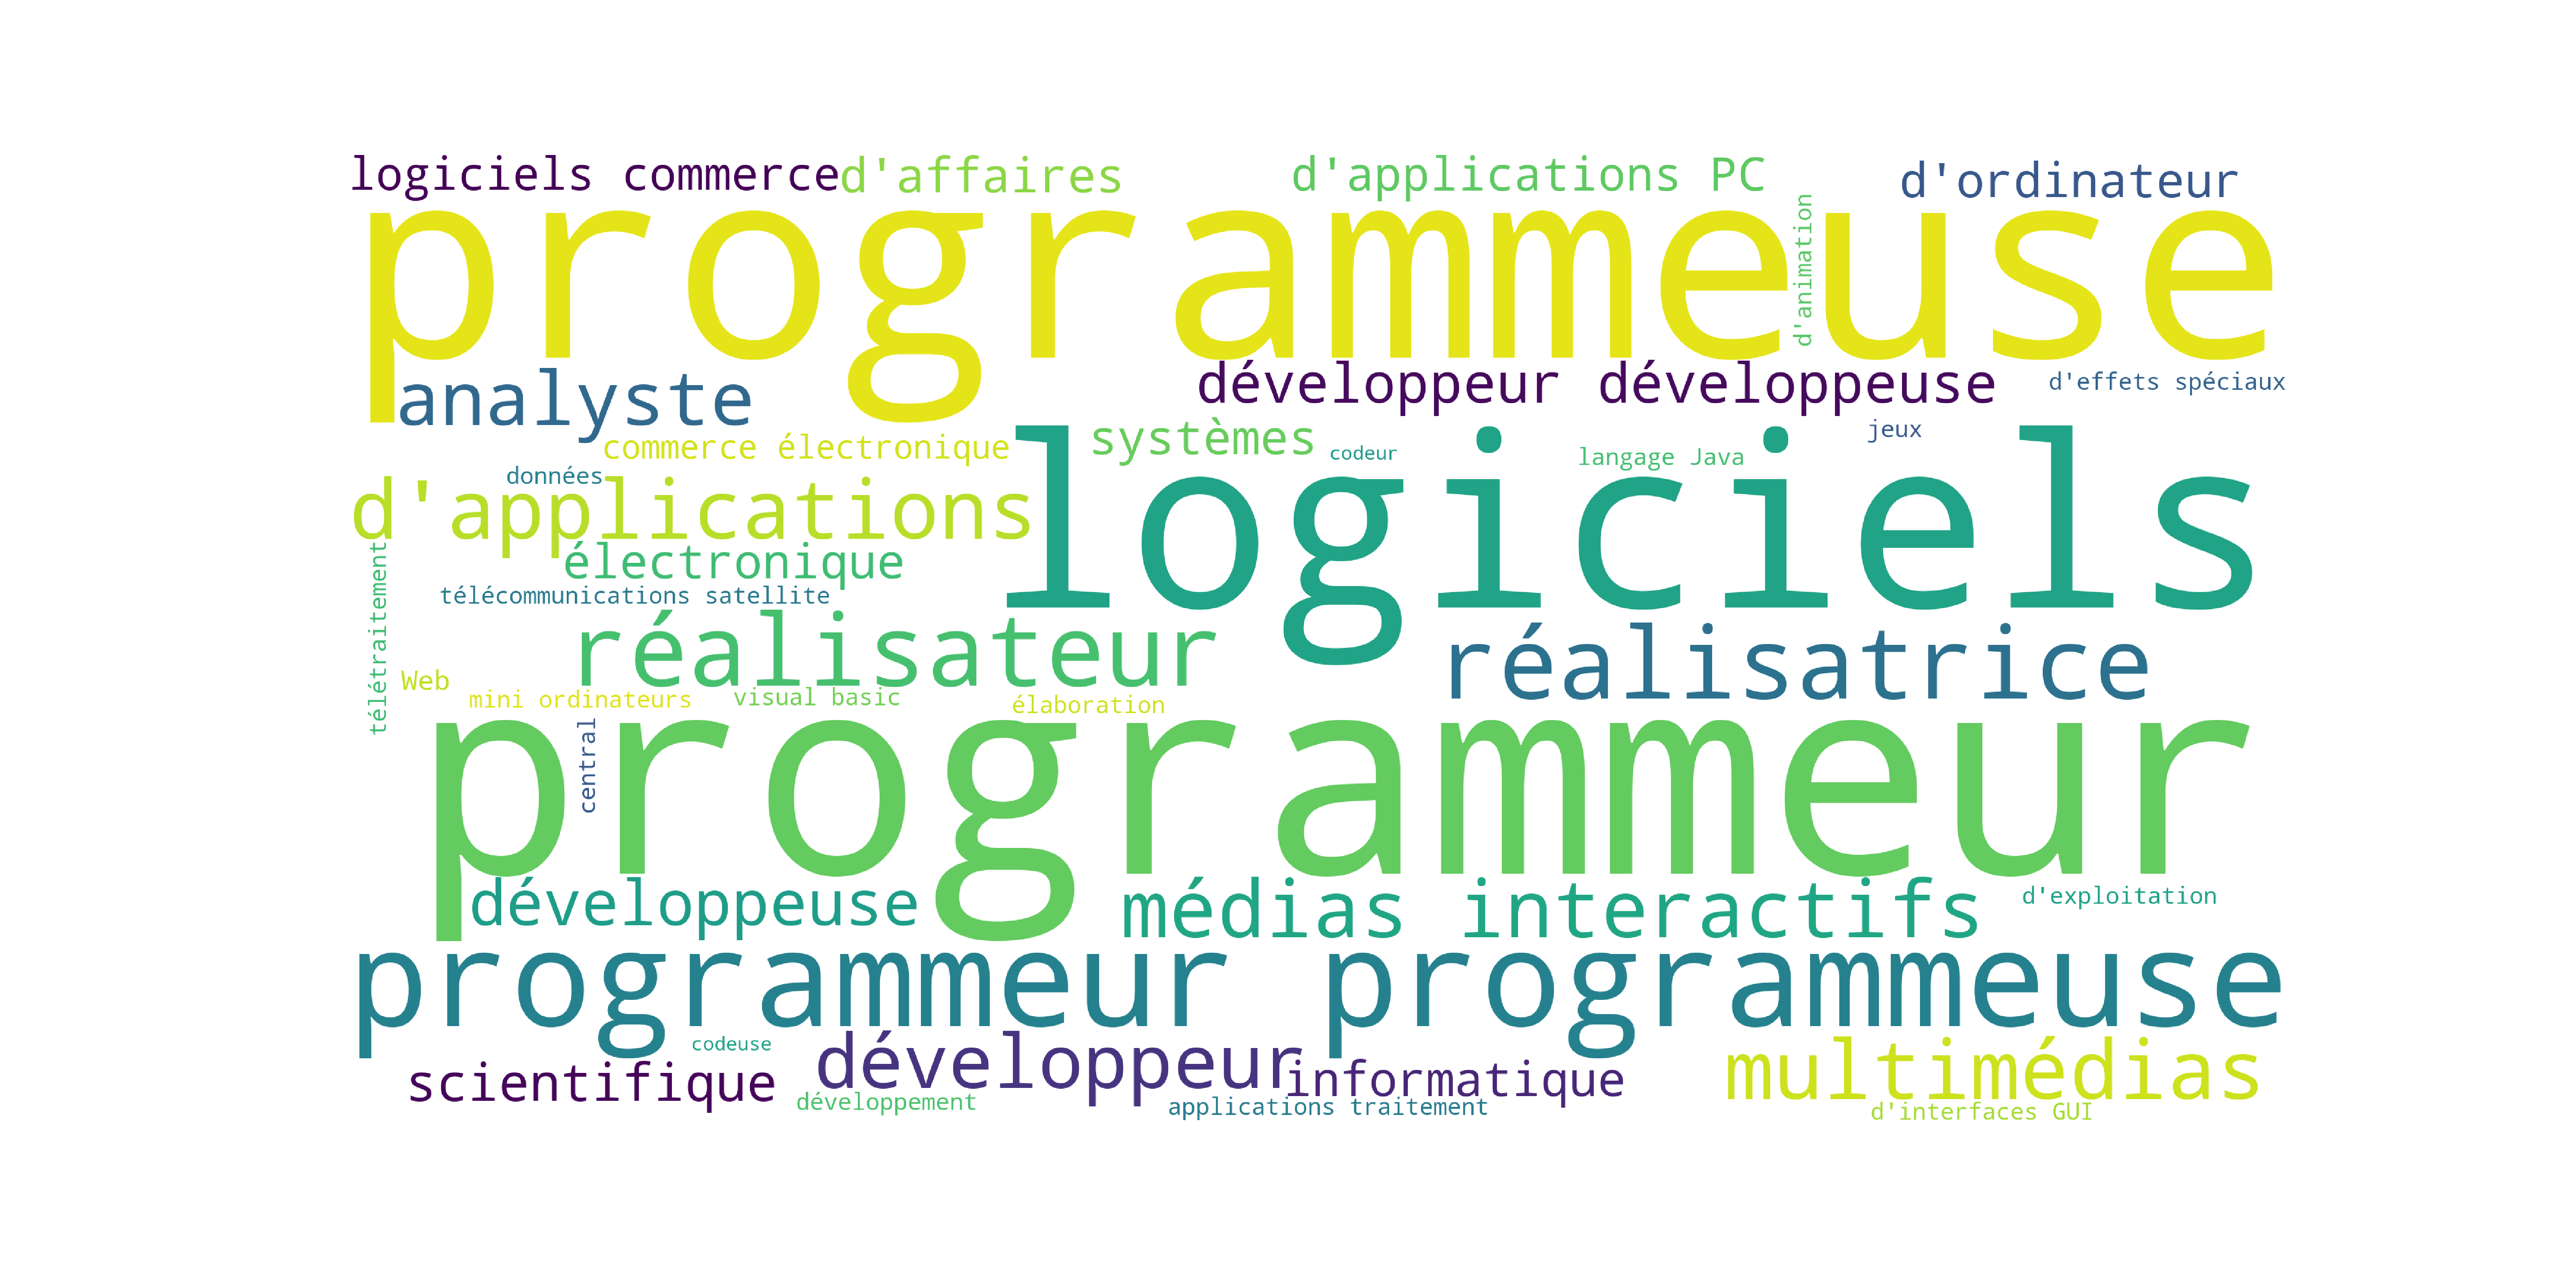 logiciels commerce
d'affaires
d'applications PC
d'ordinateur
programmeuse
d'animation
analyste
développeur développeuse
d'effets spéciaux
commerce électronique
systèmes
codeur
langage Java
jeux
données
d'applications
logiciels
électronique
télétraitement
télécommunications satellite
réalisateur
réalisatrice
Web
mini ordinateurs
visual basic
élaboration
central
programmeur
développeuse
médias interactifs
d'exploitation
programmeur programmeuse
codeuse
scientifique
développeur
informatique
multimédias
développement
applications traitement
d'interfaces GUI